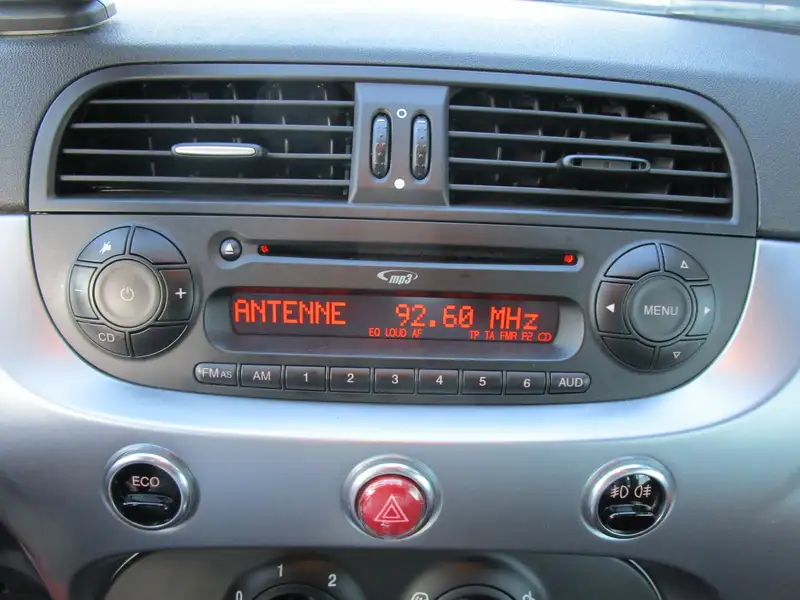 mp3
ANTENNE 92.60 MHz
EQ LOUD AF TP TA FMR P2 CD
- +
CD
MENU
FM AS AM 1 2 3 4 5 6 AUD
ECO
0 1 2